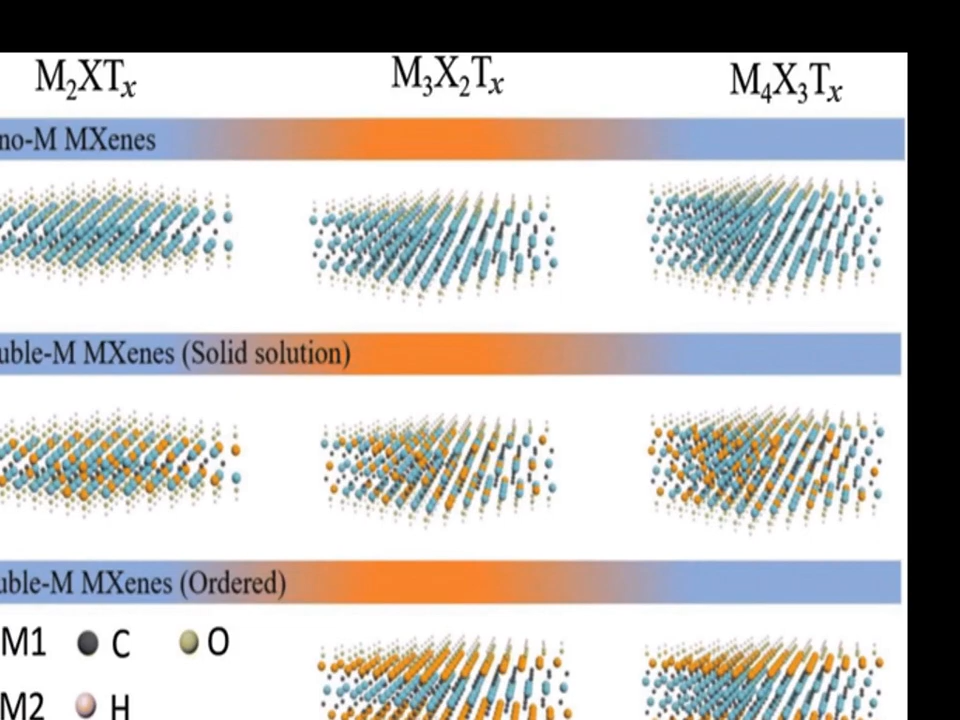 M₂XTₓ M₃X₂Tₓ M₄X₃Tₓ
no-M MXenes
uble-M MXenes (Solid solution)
uble-M MXenes (Ordered)
M1 C O
M2 H